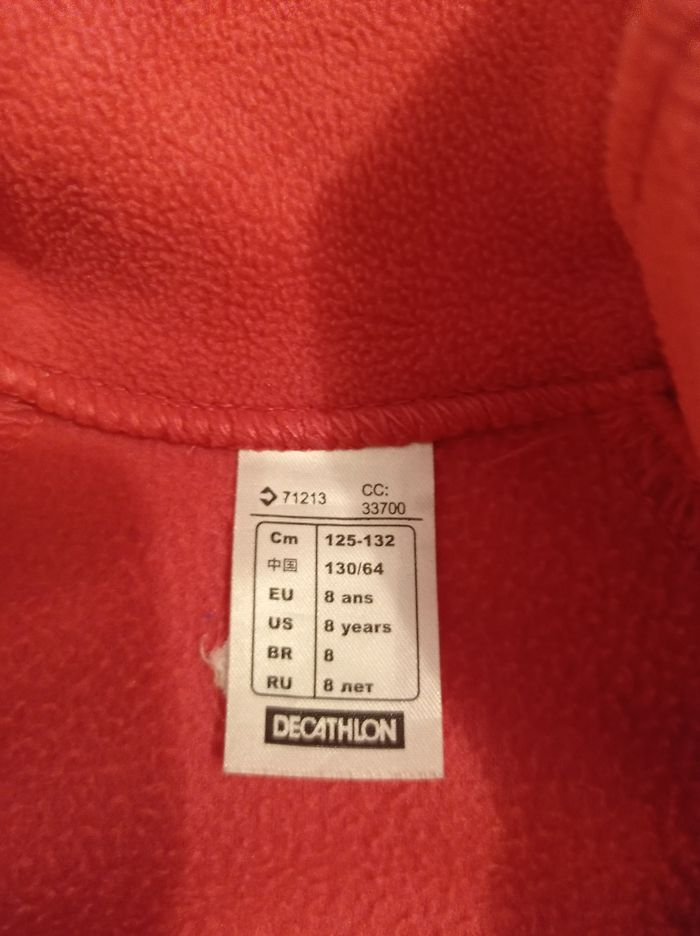 71213 CC:
33700
Cm 125-132
中国 130/64
EU 8 ans
US 8 years
BR 8
RU 8 лет
DECATHLON